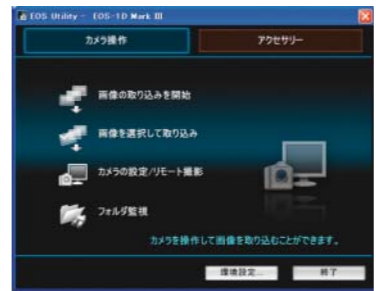 EOS Utility - EOS-1D Mark III
カメラ操作
アクセサリー
画像の取り込みを開始
画像を選択して取り込み
カメラの設定/リモート撮影
フォルダ監視
カメラを操作して画像を取り込むことができます。
環境設定...
終了